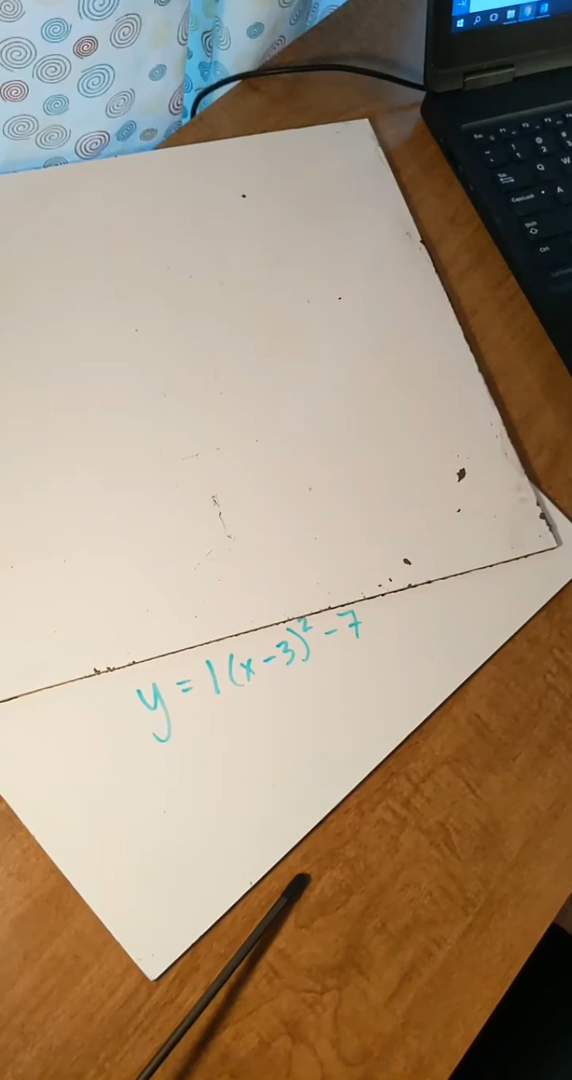 y = 1(x-3)² - 7
Q
W
A